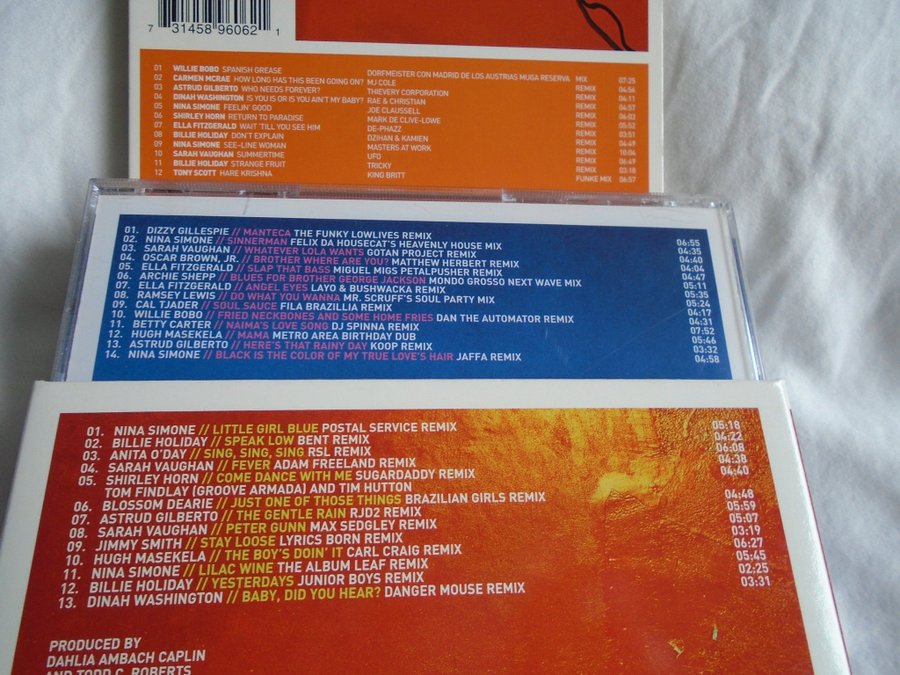 7 31458 96062 1
01 WILLIE BOBO SPANISH GREASE DORFMEISTER CON MADRID DE LOS AUSTRIAS MUGA RESERVA MIX 07:25
02 CARMEN MCRAE HOW LONG HAS THIS BEEN GOING ON? MJ COLE REMIX 04:56
03 ASTRUD GILBERTO WHO NEEDS FOREVER? THIEVERY CORPORATION REMIX 04:11
04 DINAH WASHINGTON IS YOU IS OR IS YOU AIN'T MY BABY? RAE & CHRISTIAN REMIX 04:57
05 NINA SIMONE FEELIN' GOOD JOE CLAUSSELL REMIX 06:02
06 SHIRLEY HORN RETURN TO PARADISE MARK DE CLIVE-LOWE REMIX 05:52
07 ELLA FITZGERALD WAIT 'TILL YOU SEE HIM DE-PHAZZ REMIX 03:51
08 BILLIE HOLIDAY DON'T EXPLAIN DZIHAN & KAMIEN REMIX 04:49
09 NINA SIMONE SEE-LINE WOMAN MASTERS AT WORK REMIX 10:04
10 SARAH VAUGHAN SUMMERTIME UFO REMIX 06:49
11 BILLIE HOLIDAY STRANGE FRUIT TRICKY REMIX 03:18
12 TONY SCOTT HARE KRISHNA KING BRITT FUNKE MIX 06:57
01. DIZZY GILLESPIE // MANTECA THE FUNKY LOWLIVES REMIX 06:55
02. NINA SIMONE // SINNERMAN FELIX DA HOUSECAT'S HEAVENLY HOUSE MIX 04:35
03. SARAH VAUGHAN // WHATEVER LOLA WANTS GOTAN PROJECT REMIX 04:40
04. OSCAR BROWN, JR. // BROTHER WHERE ARE YOU? MATTHEW HERBERT REMIX 04:04
05. ELLA FITZGERALD // SLAP THAT BASS MIGUEL MIGS PETALPUSHER REMIX 04:47
06. ARCHIE SHEPP // BLUES FOR BROTHER GEORGE JACKSON MONDO GROSSO NEXT WAVE MIX 05:11
07. ELLA FITZGERALD // ANGEL EYES LAYO & BUSHWACKA REMIX 05:35
08. RAMSEY LEWIS // DO WHAT YOU WANNA MR. SCRUFF'S SOUL PARTY MIX 05:24
09. CAL TJADER // SOUL SAUCE FILA BRAZILLIA REMIX 04:17
10. WILLIE BOBO // FRIED NECKBONES AND SOME HOME FRIES DAN THE AUTOMATOR REMIX 04:31
11. BETTY CARTER // NAIMA'S LOVE SONG DJ SPINNA REMIX 07:52
12. HUGH MASEKELA // MAMA METRO AREA BIRTHDAY DUB 05:46
13. ASTRUD GILBERTO // HERE'S THAT RAINY DAY KOOP REMIX 03:32
14. NINA SIMONE // BLACK IS THE COLOR OF MY TRUE LOVE'S HAIR JAFFA REMIX 04:58
01. NINA SIMONE // LITTLE GIRL BLUE POSTAL SERVICE REMIX 05:18
02. BILLIE HOLIDAY // SPEAK LOW BENT REMIX 04:22
03. ANITA O'DAY // SING, SING, SING RSL REMIX 06:08
04. SARAH VAUGHAN // FEVER ADAM FREELAND REMIX 04:38
05. SHIRLEY HORN // COME DANCE WITH ME SUGARDADDY REMIX 04:40
TOM FINDLAY (GROOVE ARMADA) AND TIM HUTTON
06. BLOSSOM DEARIE // JUST ONE OF THOSE THINGS BRAZILIAN GIRLS REMIX 04:48
07. ASTRUD GILBERTO // THE GENTLE RAIN RJD2 REMIX 05:59
08. SARAH VAUGHAN // PETER GUNN MAX SEDGLEY REMIX 05:07
09. JIMMY SMITH // STAY LOOSE LYRICS BORN REMIX 03:19
10. HUGH MASEKELA // THE BOY'S DOIN' IT CARL CRAIG REMIX 06:27
11. NINA SIMONE // LILAC WINE THE ALBUM LEAF REMIX 05:45
12. BILLIE HOLIDAY // YESTERDAYS JUNIOR BOYS REMIX 02:25
13. DINAH WASHINGTON // BABY, DID YOU HEAR? DANGER MOUSE REMIX 03:31
PRODUCED BY
DAHLIA AMBACH CAPLIN
AND TODD C. ROBERTS